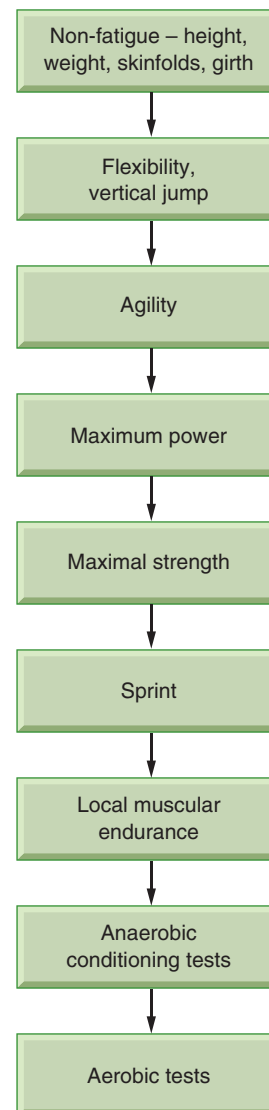 Non-fatigue – height,
weight, skinfolds, girth
Flexibility,
vertical jump
Agility
Maximum power
Maximal strength
Sprint
Local muscular
endurance
Anaerobic
conditioning tests
Aerobic tests